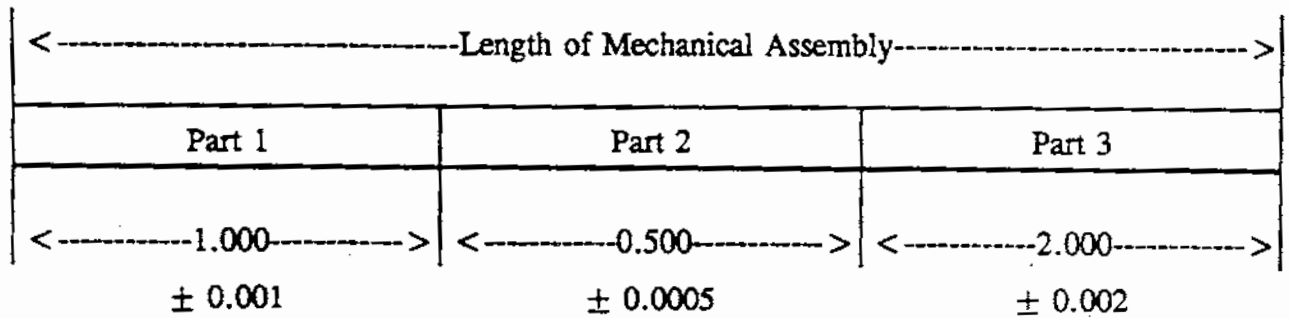 <-----------------------------Length of Mechanical Assembly-------------------------->
Part 1 Part 2 Part 3
<------------1.000------------> <------------0.500------------> <------------2.000------------>
± 0.001 ± 0.0005 ± 0.002